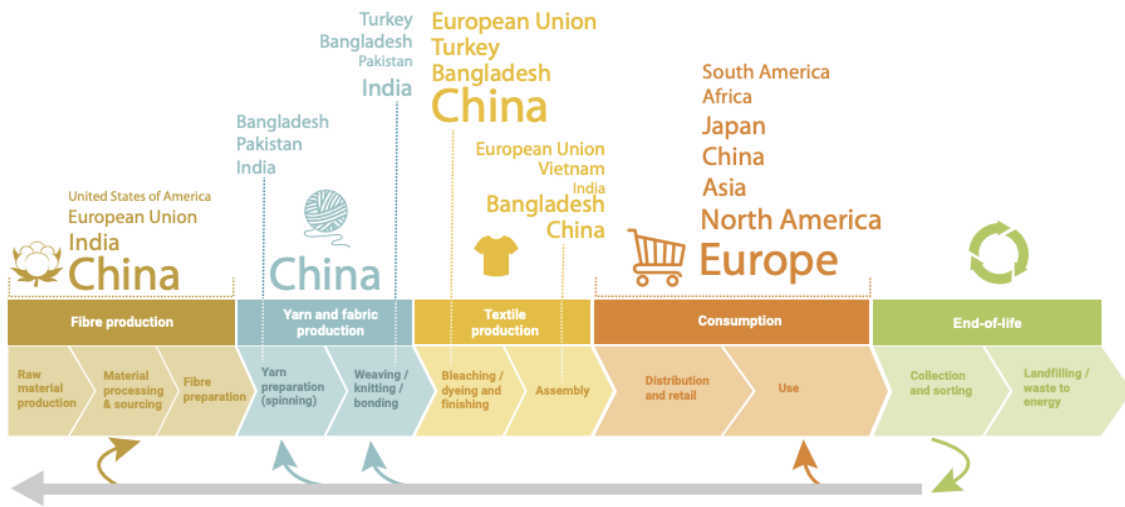 United States of America
European Union
India
China
Bangladesh
Pakistan
India
China
Turkey
Bangladesh
Pakistan
India
European Union
Turkey
Bangladesh
China
European Union
Vietnam
India
Bangladesh
China
South America
Africa
Japan
China
Asia
North America
Europe
Fibre production
Yarn and fabric
production
Textile
production
Consumption
End-of-life
Raw
material
production
Material
processing
& sourcing
Fibre
preparation
Yarn
preparation
(spinning)
Weaving /
knitting /
bonding
Bleaching /
dyeing and
finishing
Assembly
Distribution
and retail
Use
Collection
and sorting
Landfilling /
waste to
energy